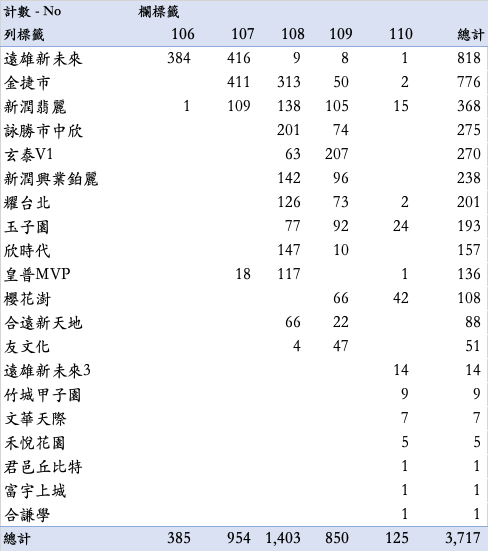 計數 - No 欄標籤
列標籤 106 107 108 109 110 總計
遠雄新未來 384 416 9 8 1 818
金捷市 411 313 50 2 776
新潤翡麗 1 109 138 105 15 368
詠勝市中欣 201 74 275
玄泰V1 63 207 270
新潤興業鉑麗 142 96 238
耀台北 126 73 2 201
玉子園 77 92 24 193
欣時代 147 10 157
皇普MVP 18 117 1 136
櫻花澍 66 42 108
合遠新天地 66 22 88
友文化 4 47 51
遠雄新未來3 14 14
竹城甲子園 9 9
文華天際 7 7
禾悅花園 5 5
君邑丘比特 1 1
富宇上城 1 1
合謙學 1 1
總計 385 954 1,403 850 125 3,717